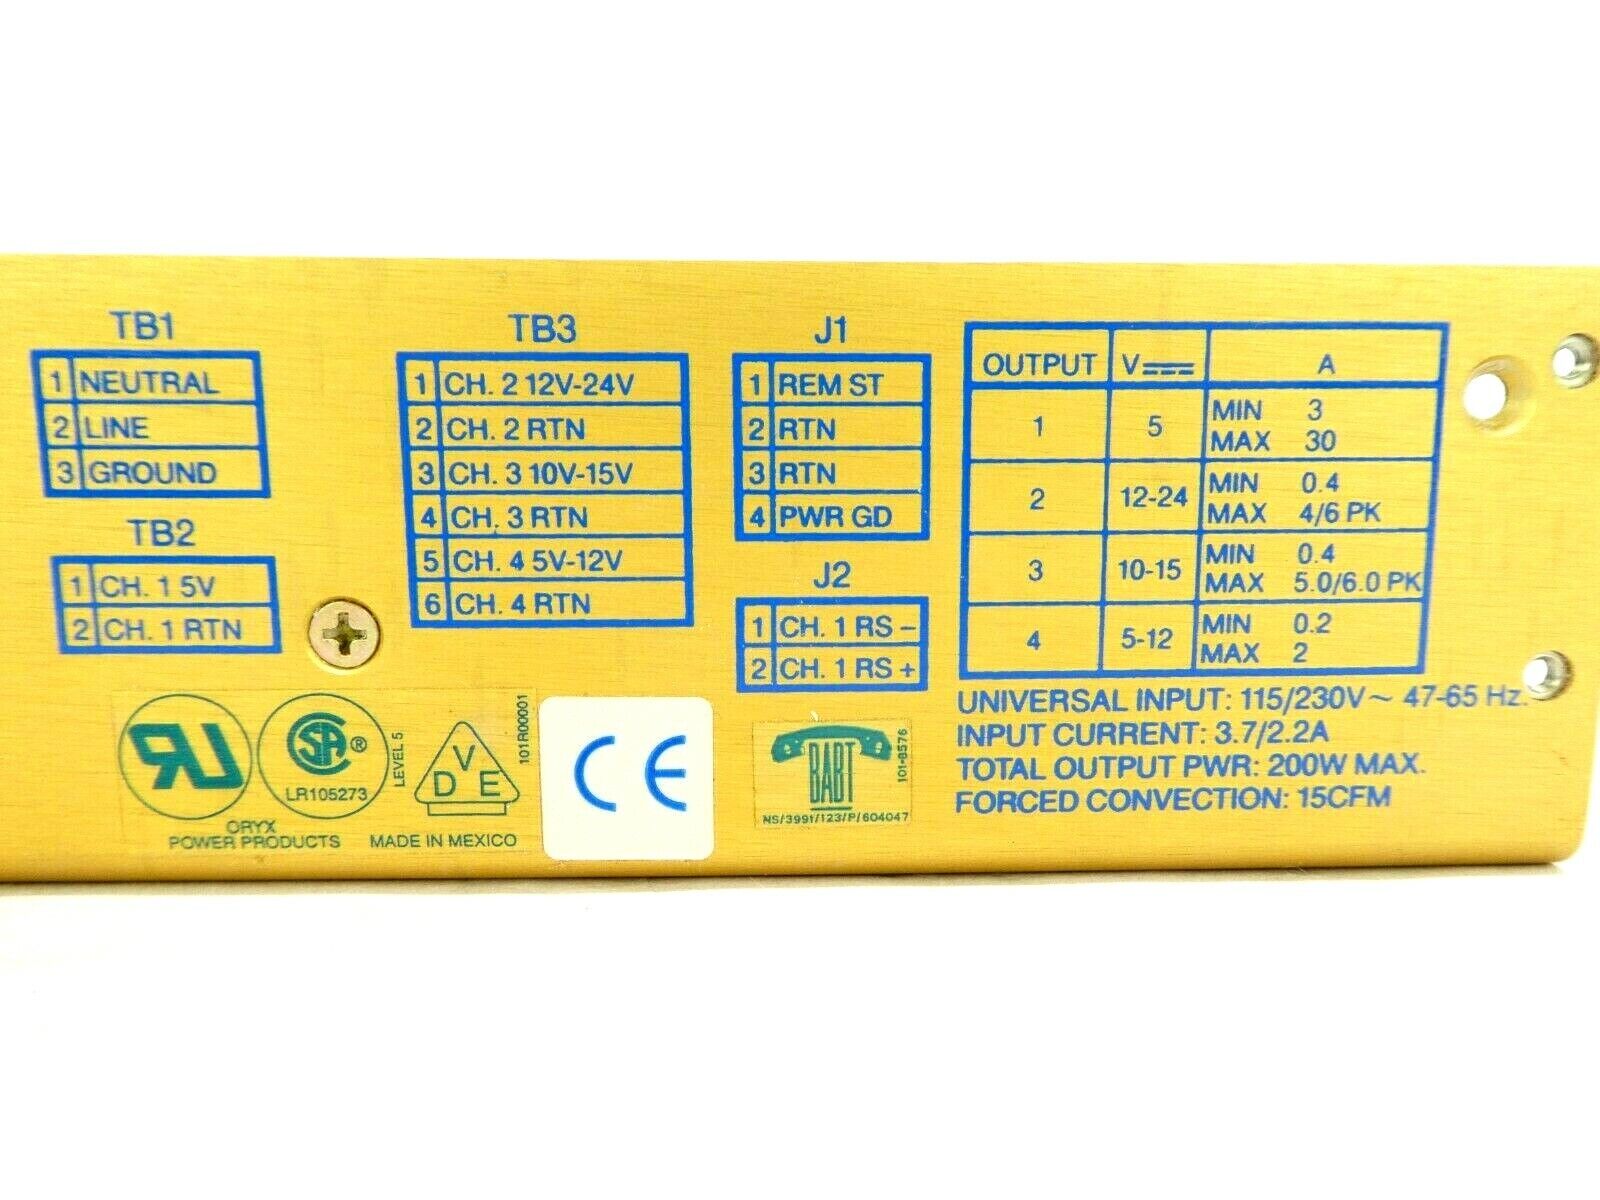 TB1
1 NEUTRAL
2 LINE
3 GROUND
TB2
1 CH. 1 5V
2 CH. 1 RTN
TB3
1 CH. 2 12V-24V
2 CH. 2 RTN
3 CH. 3 10V-15V
4 CH. 3 RTN
5 CH. 4 5V-12V
6 CH. 4 RTN
J1
1 REM ST
2 RTN
3 RTN
4 PWR GD
J2
1 CH. 1 RS –
2 CH. 1 RS +
OUTPUT V A
1 5 MIN 3
MAX 30
2 12-24 MIN 0.4
MAX 4/6 PK
3 10-15 MIN 0.4
MAX 5.0/6.0 PK
4 5-12 MIN 0.2
MAX 2
UNIVERSAL INPUT: 115/230V ~ 47-65 Hz.
INPUT CURRENT: 3.7/2.2A
TOTAL OUTPUT PWR: 200W MAX.
FORCED CONVECTION: 15CFM
RU
SA ®
LR105273
LEVEL 5
VDE
101R00001
ORYX
POWER PRODUCTS MADE IN MEXICO
CE
BABT
101-8576
NS/3991/123/P/604047